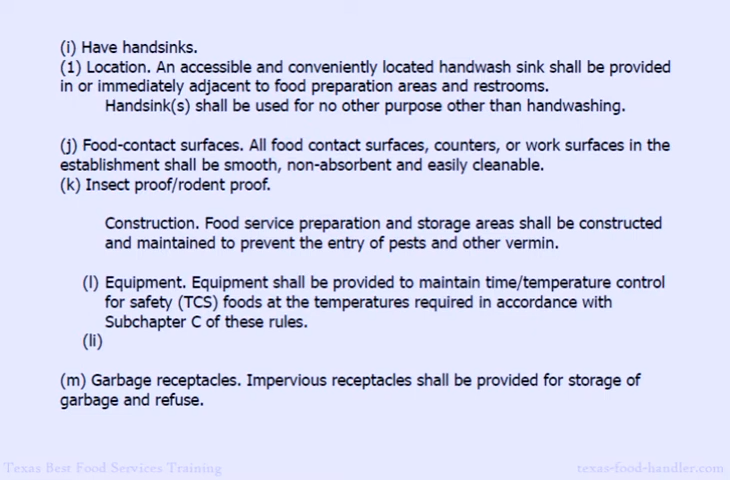 (i) Have handsinks.
(1) Location. An accessible and conveniently located handwash sink shall be provided
in or immediately adjacent to food preparation areas and restrooms.
Handsink(s) shall be used for no other purpose other than handwashing.
(j) Food-contact surfaces. All food contact surfaces, counters, or work surfaces in the
establishment shall be smooth, non-absorbent and easily cleanable.
(k) Insect proof/rodent proof.
Construction. Food service preparation and storage areas shall be constructed
and maintained to prevent the entry of pests and other vermin.
(l) Equipment. Equipment shall be provided to maintain time/temperature control
for safety (TCS) foods at the temperatures required in accordance with
Subchapter C of these rules.
(li)
(m) Garbage receptacles. Impervious receptacles shall be provided for storage of
garbage and refuse.
Texas Best Food Services Training
texas-food-handler.com